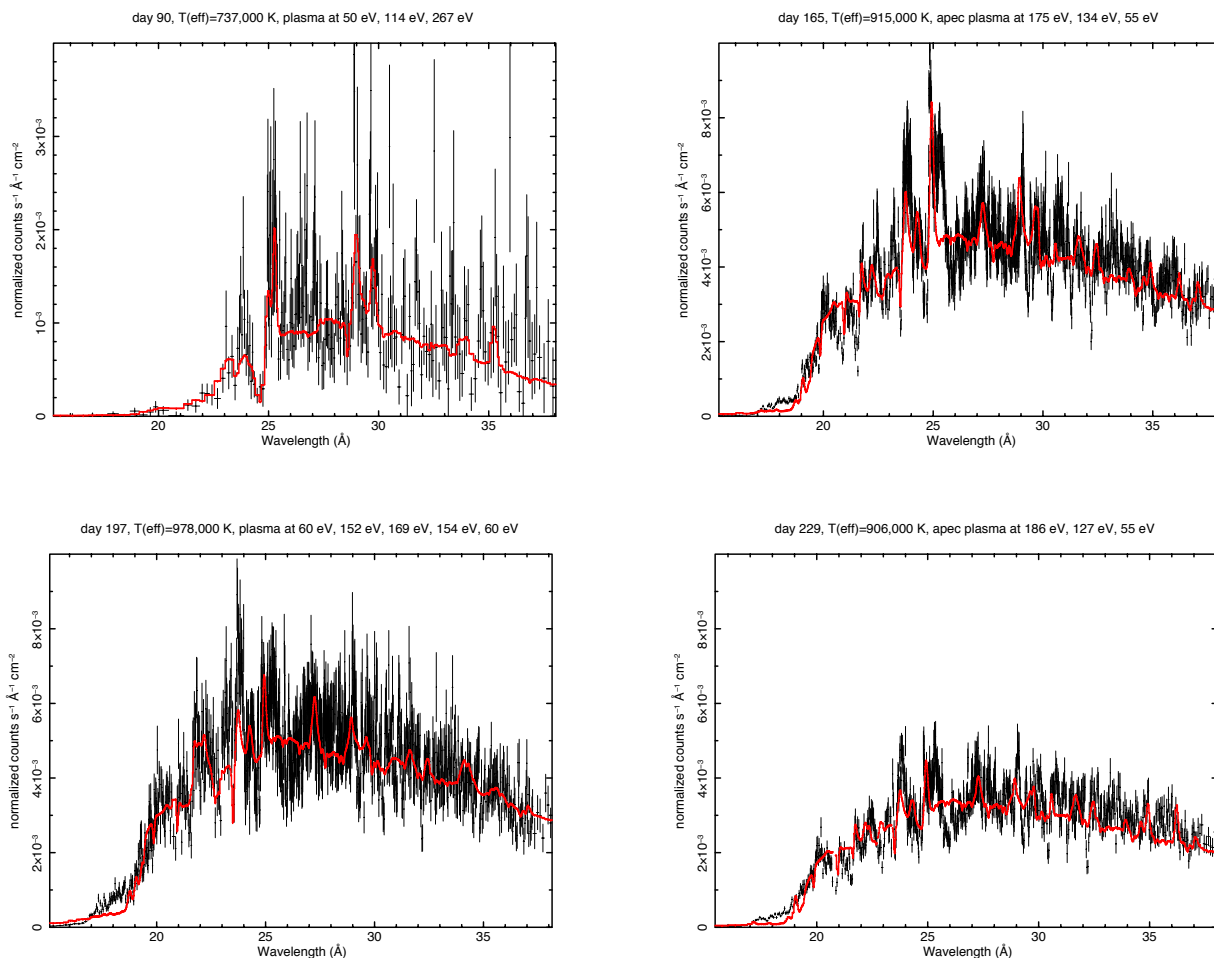 day 90, T(eff)=737,000 K, plasma at 50 eV, 114 eV, 267 eV
normalized counts s⁻¹ Å⁻¹ cm⁻²
0 10⁻³ 2×10⁻³ 3×10⁻³
20 25 30 35
Wavelength (Å)
day 165, T(eff)=915,000 K, apec plasma at 175 eV, 134 eV, 55 eV
normalized counts s⁻¹ Å⁻¹ cm⁻²
0 2×10⁻³ 4×10⁻³ 6×10⁻³ 8×10⁻³
20 25 30 35
Wavelength (Å)
day 197, T(eff)=978,000 K, plasma at 60 eV, 152 eV, 169 eV, 154 eV, 60 eV
normalized counts s⁻¹ Å⁻¹ cm⁻²
0 2×10⁻³ 4×10⁻³ 6×10⁻³ 8×10⁻³
20 25 30 35
Wavelength (Å)
day 229, T(eff)=906,000 K, apec plasma at 186 eV, 127 eV, 55 eV
normalized counts s⁻¹ Å⁻¹ cm⁻²
0 2×10⁻³ 4×10⁻³ 6×10⁻³ 8×10⁻³
20 25 30 35
Wavelength (Å)